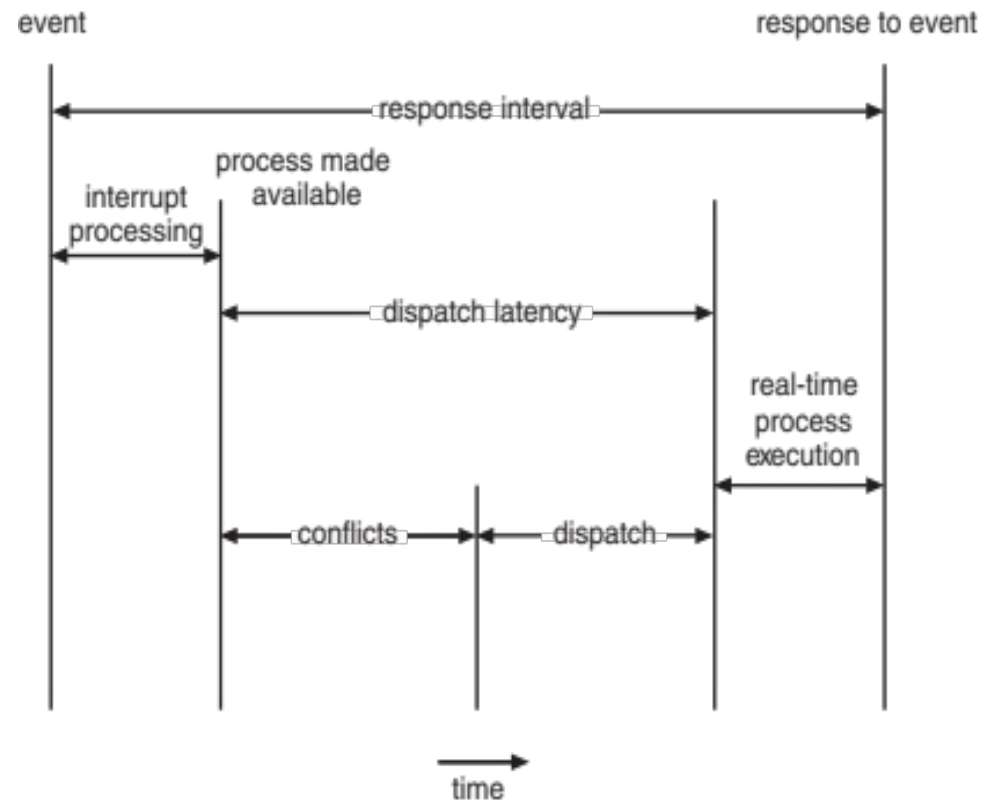 event
response to event
response interval
process made
available
interrupt
processing
dispatch latency
real-time
process
execution
conflicts
dispatch
time